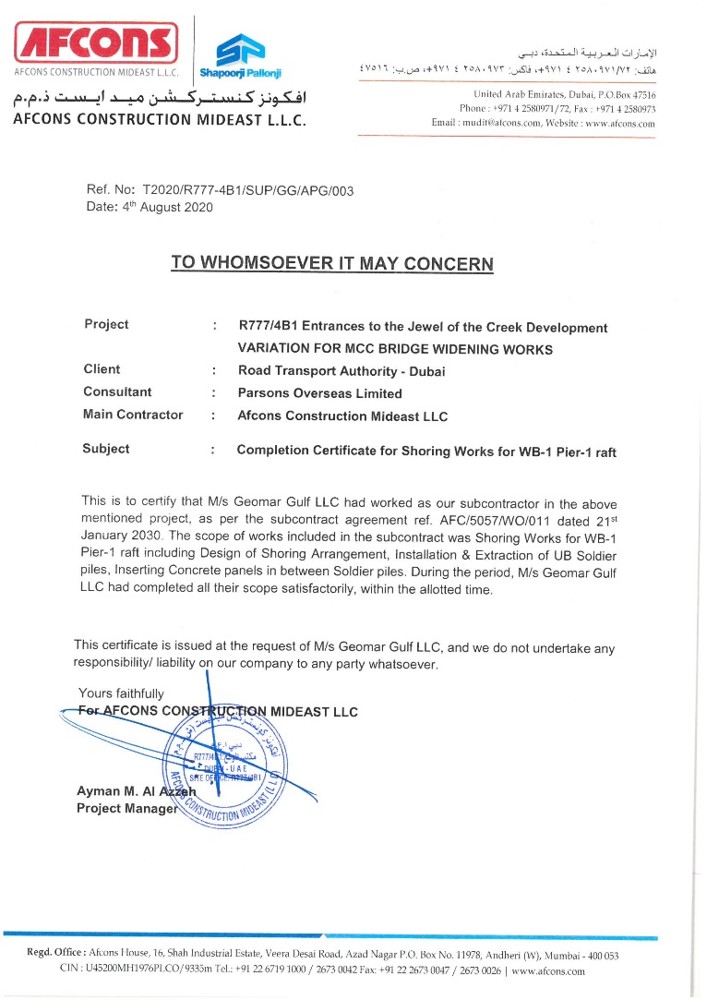 AFCONS
AFCONS CONSTRUCTION MIDEAST L.L.C.
Shapoorji Pallonji
افكونز كنستركشن ميد ايست ذ.م.م
AFCONS CONSTRUCTION MIDEAST L.L.C.
الإمارات العربية المتحدة، دبي
هاتف: ٩٧١/٧٢ ٢٥٨٠ ٤ ٩٧١+، فاكس: ٢٥٨٠٩٧٣ ٤ ٩٧١+، ص.ب: ٤٧٥١٦
United Arab Emirates, Dubai, P.O.Box 47516
Phone : +971 4 2580971/72, Fax : +971 4 2580973
Email : mudit@afcons.com, Website : www.afcons.com
Ref. No: T2020/R777-4B1/SUP/GG/APG/003
Date: 4th August 2020
TO WHOMSOEVER IT MAY CONCERN
Project : R777/4B1 Entrances to the Jewel of the Creek Development
VARIATION FOR MCC BRIDGE WIDENING WORKS
Client : Road Transport Authority - Dubai
Consultant : Parsons Overseas Limited
Main Contractor : Afcons Construction Mideast LLC
Subject : Completion Certificate for Shoring Works for WB-1 Pier-1 raft
This is to certify that M/s Geomar Gulf LLC had worked as our subcontractor in the above
mentioned project, as per the subcontract agreement ref. AFC/5057/WO/011 dated 21st
January 2030. The scope of works included in the subcontract was Shoring Works for WB-1
Pier-1 raft including Design of Shoring Arrangement, Installation & Extraction of UB Soldier
piles, Inserting Concrete panels in between Soldier piles. During the period, M/s Geomar Gulf
LLC had completed all their scope satisfactorily, within the allotted time.
This certificate is issued at the request of M/s Geomar Gulf LLC, and we do not undertake any
responsibility/ liability on our company to any party whatsoever.
Yours faithfully
For AFCONS CONSTRUCTION MIDEAST LLC
R777/4B1
DUBAI - UAE
SITE OFFICE: R777/4B1
AFCONS CONSTRUCTION MIDEAST (L.L.C)
Ayman M. Al Azzeh
Project Manager
Regd. Office : Afcons House, 16, Shah Industrial Estate, Veera Desai Road, Azad Nagar P.O. Box No. 11978, Andheri (W), Mumbai - 400 053
CIN : U45200MH1976PLCO/9335m Tel.: +91 22 6719 1000 / 2673 0042 Fax: +91 22 2673 0047 / 2673 0026 | www.afcons.com